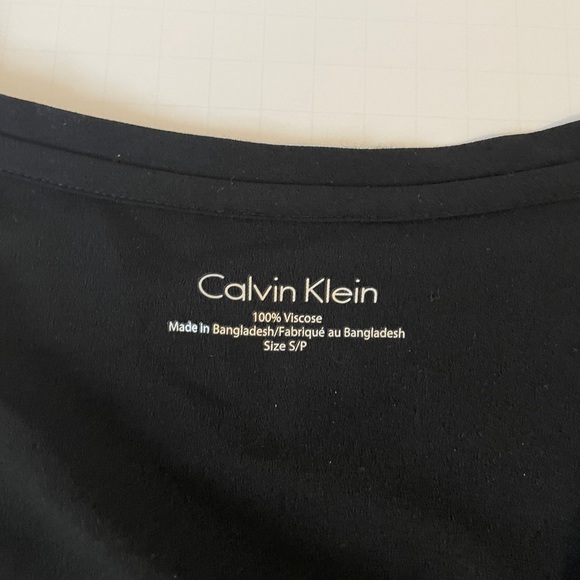 Calvin Klein
100% Viscose
Made in Bangladesh/Fabriqué au Bangladesh
Size S/P